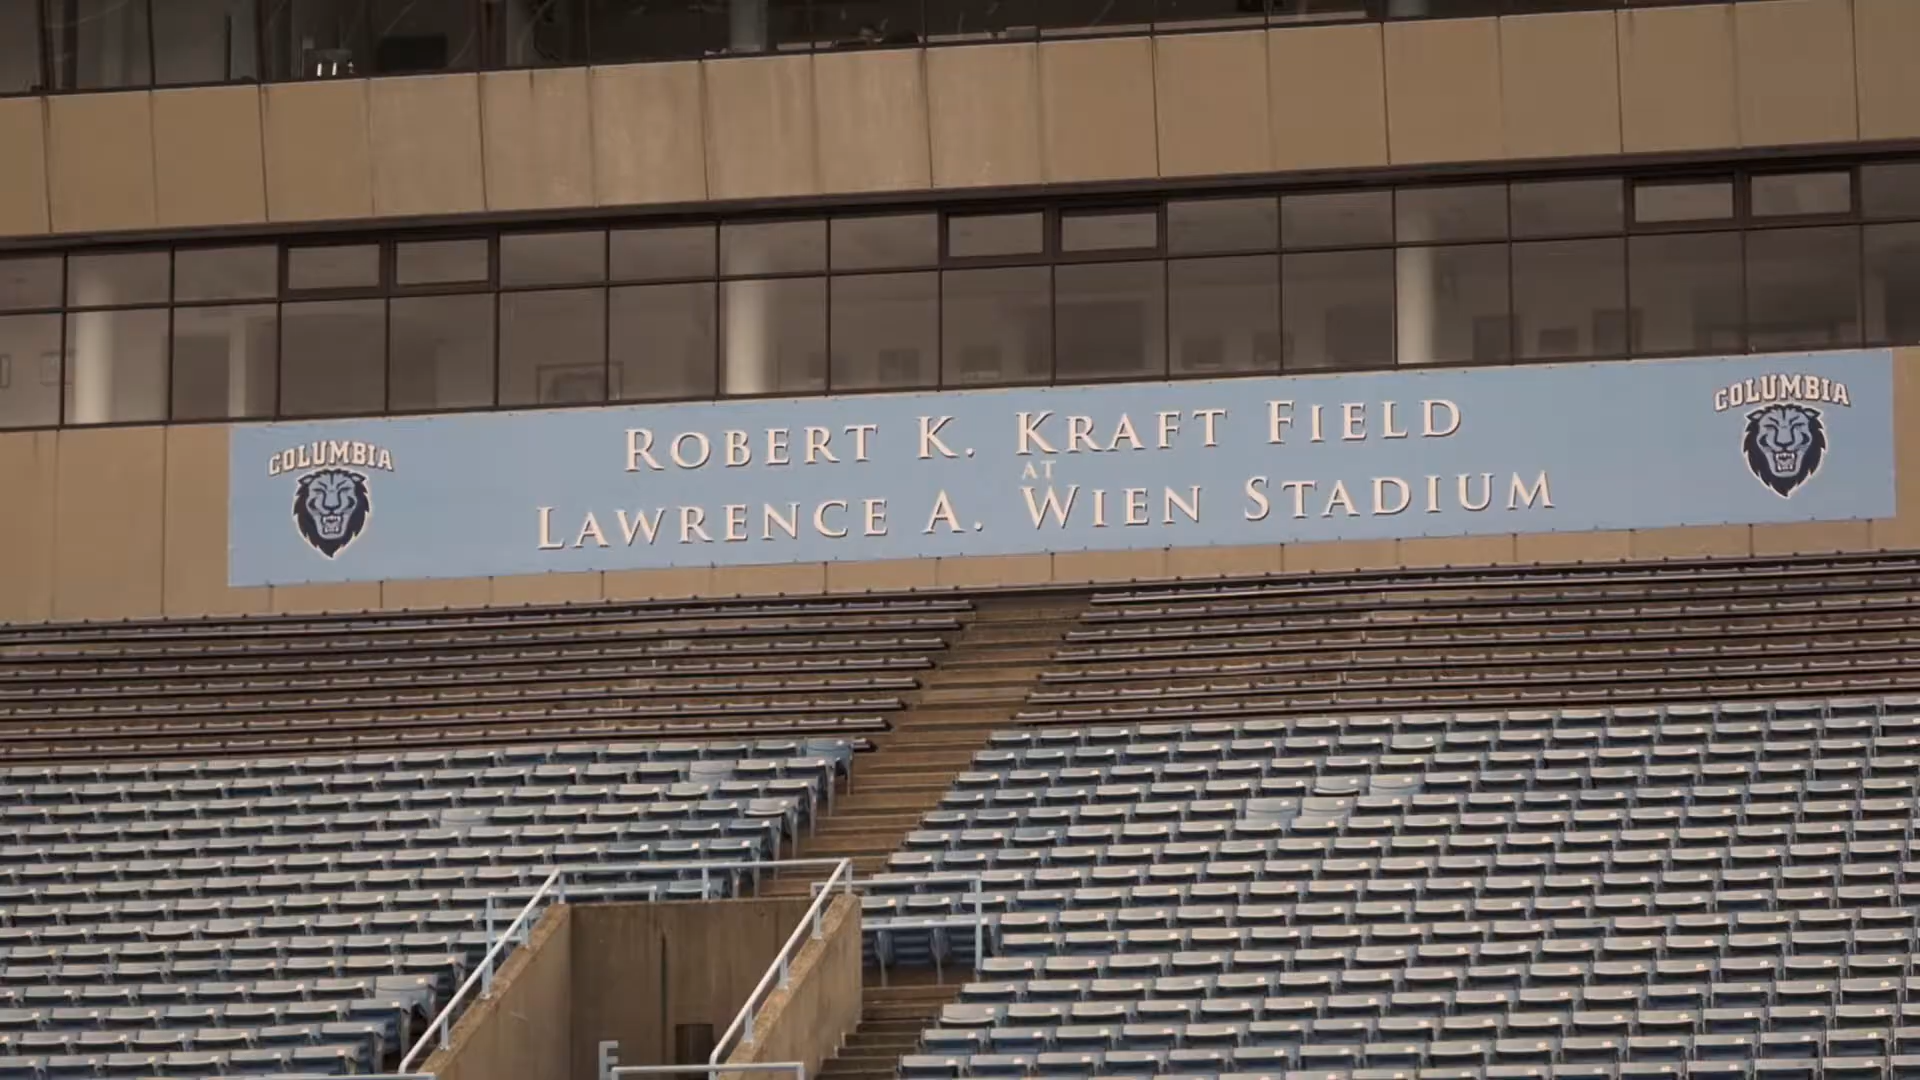 COLUMBIA
ROBERT K. KRAFT FIELD
AT
LAWRENCE A. WIEN STADIUM
COLUMBIA
E